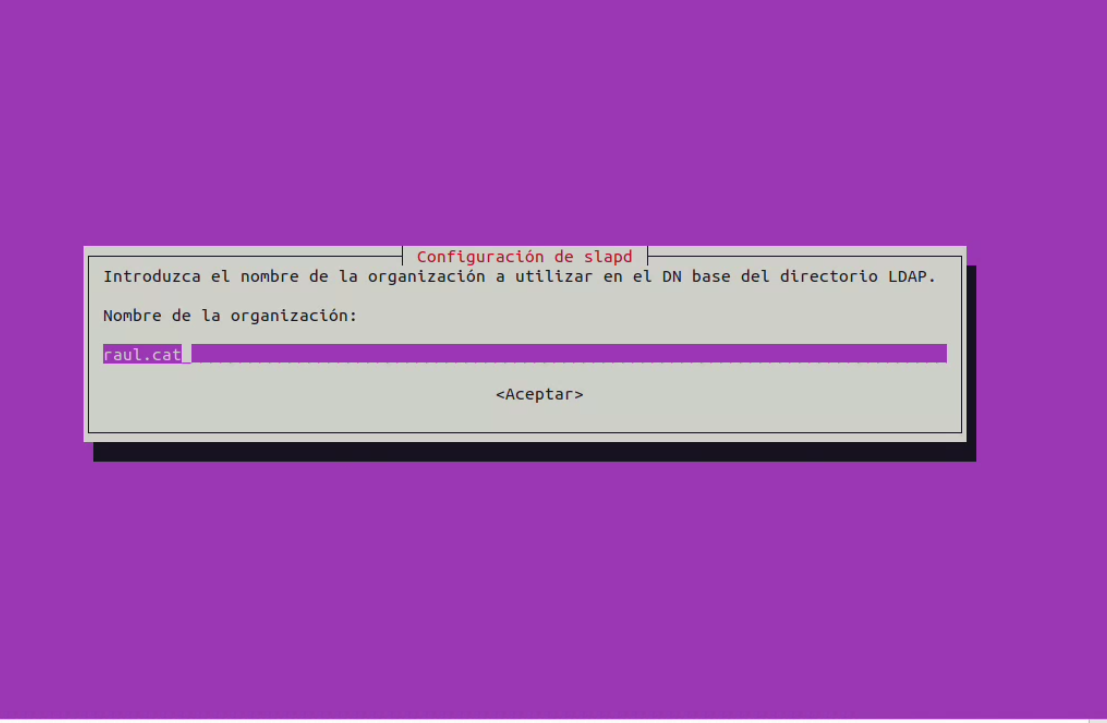 Configuración de slapd
Introduzca el nombre de la organización a utilizar en el DN base del directorio LDAP.
Nombre de la organización:
raul.cat
<Aceptar>